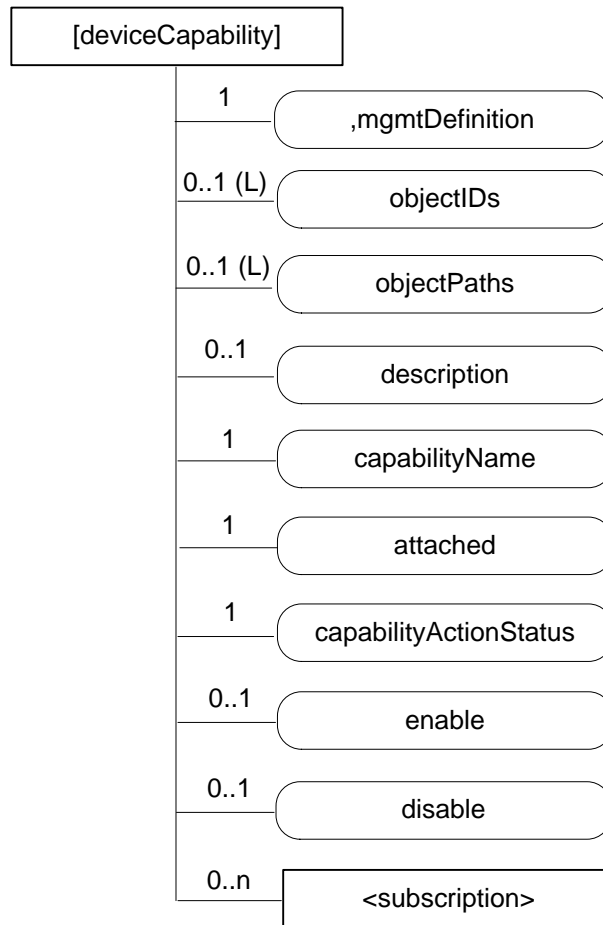 [deviceCapability]
1
,mgmtDefinition
0..1 (L)
objectIDs
0..1 (L)
objectPaths
0..1
description
1
capabilityName
1
attached
1
capabilityActionStatus
0..1
enable
0..1
disable
0..n
<subscription>